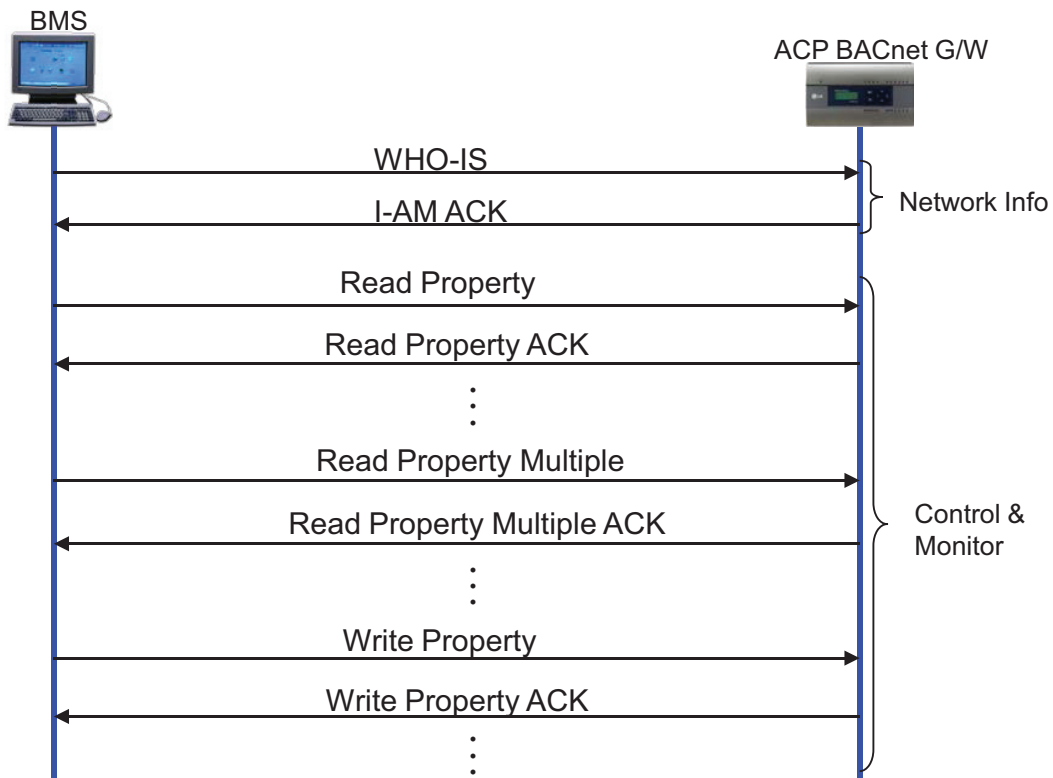 BMS
ACP BACnet G/W
WHO-IS
I-AM ACK
Network Info
Read Property
Read Property ACK
Read Property Multiple
Read Property Multiple ACK
Control &
Monitor
Write Property
Write Property ACK